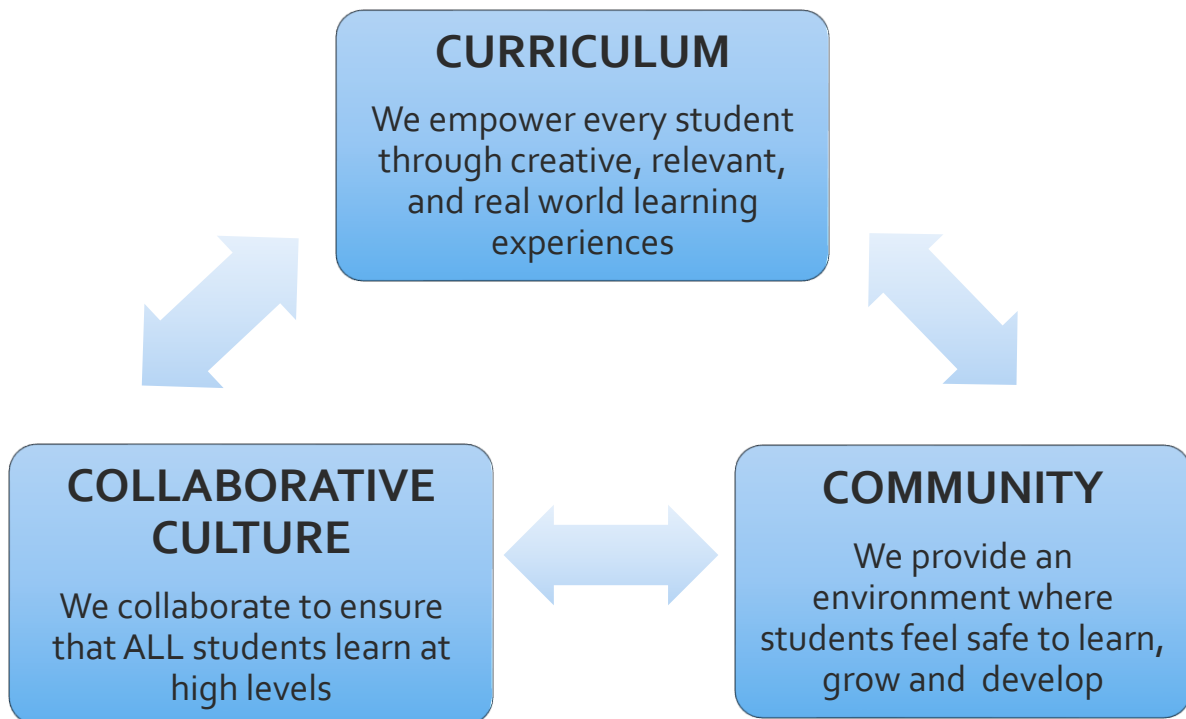 CURRICULUM
We empower every student
through creative, relevant,
and real world learning
experiences
COLLABORATIVE
CULTURE
We collaborate to ensure
that ALL students learn at
high levels
COMMUNITY
We provide an
environment where
students feel safe to learn,
grow and  develop